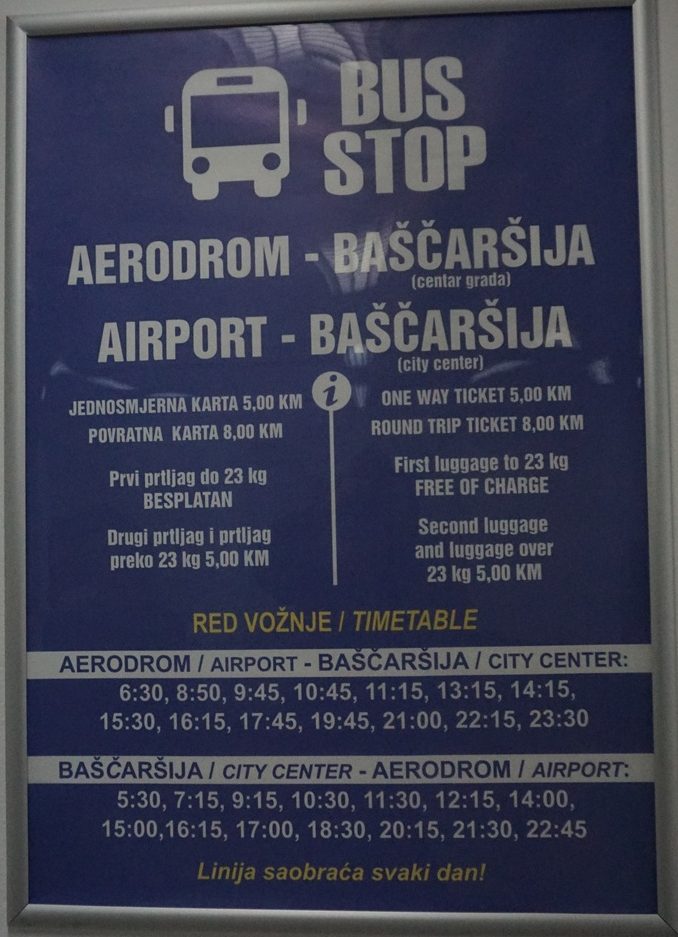 BUS
STOP
AERODROM - BAŠČARŠIJA
(centar grada)
AIRPORT - BAŠČARŠIJA
(city center)
i
JEDNOSMJERNA KARTA 5,00 KM
POVRATNA KARTA 8,00 KM
Prvi prtljag do 23 kg
BESPLATAN
Drugi prtljag i prtljag
preko 23 kg 5,00 KM
ONE WAY TICKET 5,00 KM
ROUND TRIP TICKET 8,00 KM
First luggage to 23 kg
FREE OF CHARGE
Second luggage
and luggage over
23 kg 5,00 KM
RED VOŽNJE / TIMETABLE
AERODROM / AIRPORT - BAŠČARŠIJA / CITY CENTER:
6:30, 8:50, 9:45, 10:45, 11:15, 13:15, 14:15,
15:30, 16:15, 17:45, 19:45, 21:00, 22:15, 23:30
BAŠČARŠIJA / CITY CENTER - AERODROM / AIRPORT:
5:30, 7:15, 9:15, 10:30, 11:30, 12:15, 14:00,
15:00,16:15, 17:00, 18:30, 20:15, 21:30, 22:45
Linija saobraća svaki dan!